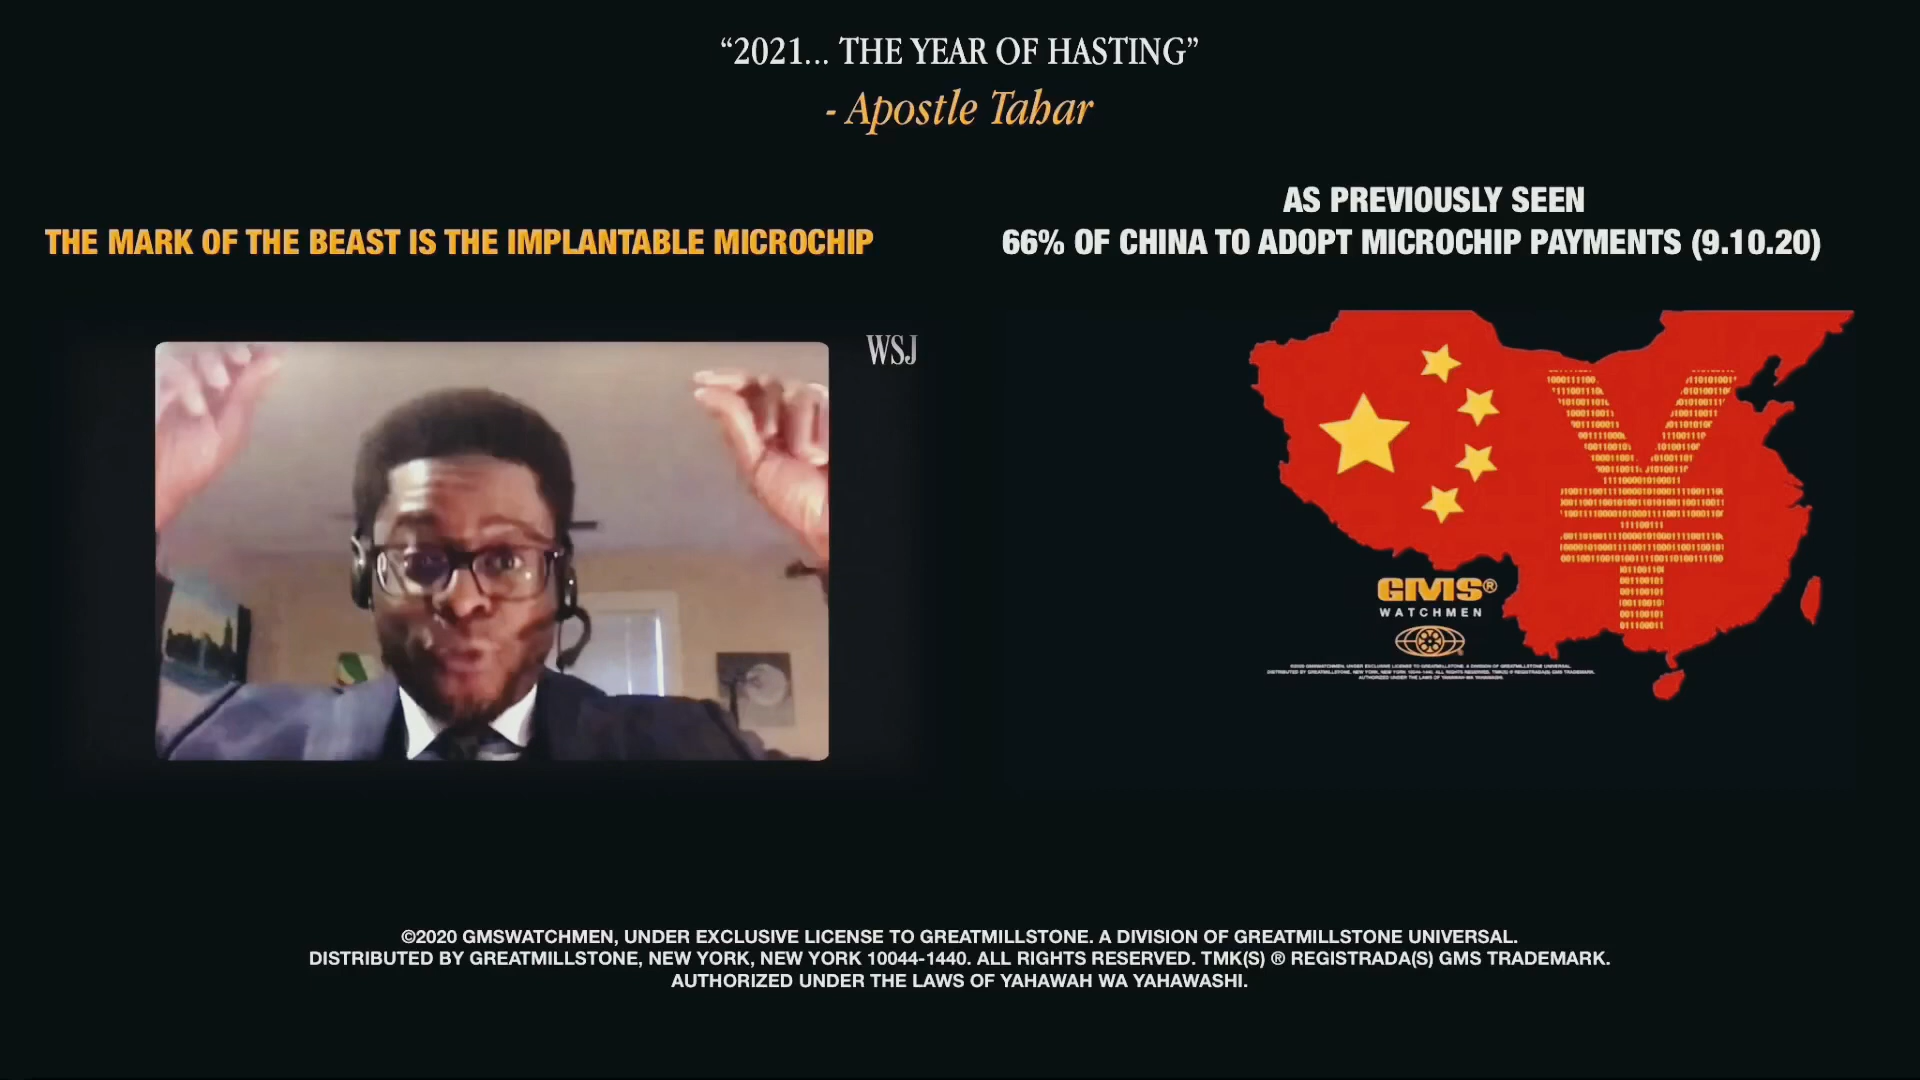 “2021... THE YEAR OF HASTING”
- Apostle Tahar
THE MARK OF THE BEAST IS THE IMPLANTABLE MICROCHIP
AS PREVIOUSLY SEEN
66% OF CHINA TO ADOPT MICROCHIP PAYMENTS (9.10.20)
WSJ
GMS®
WATCHMEN
©2020 GMSWATCHMEN, UNDER EXCLUSIVE LICENSE TO GREATMILLSTONE. A DIVISION OF GREATMILLSTONE UNIVERSAL.
DISTRIBUTED BY GREATMILLSTONE, NEW YORK, NEW YORK 10044-1440. ALL RIGHTS RESERVED. TMK(S) ® REGISTRADA(S) GMS TRADEMARK.
AUTHORIZED UNDER THE LAWS OF YAHAWAH WA YAHAWASHI.